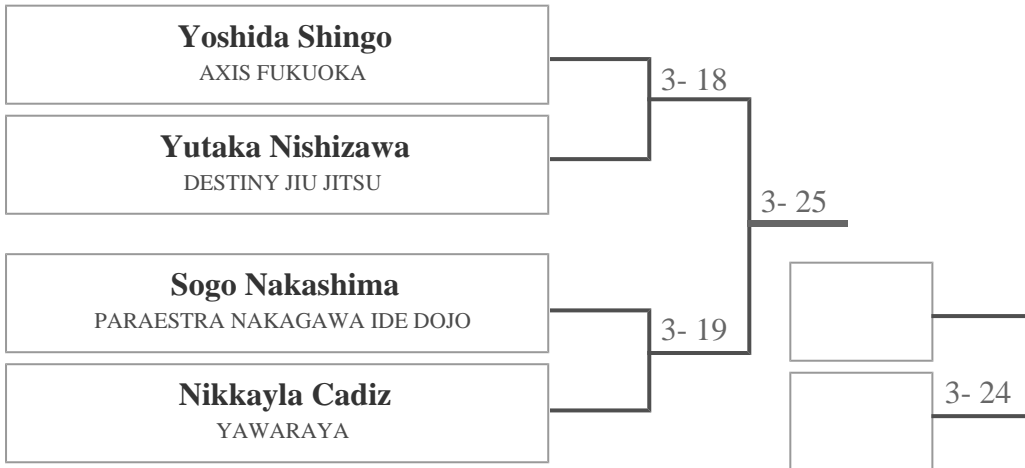 Yoshida Shingo
AXIS FUKUOKA
3- 18
Yutaka Nishizawa
DESTINY JIU JITSU
3- 25
Sogo Nakashima
PARAESTRA NAKAGAWA IDE DOJO
3- 19
Nikkayla Cadiz
YAWARAYA
3- 24